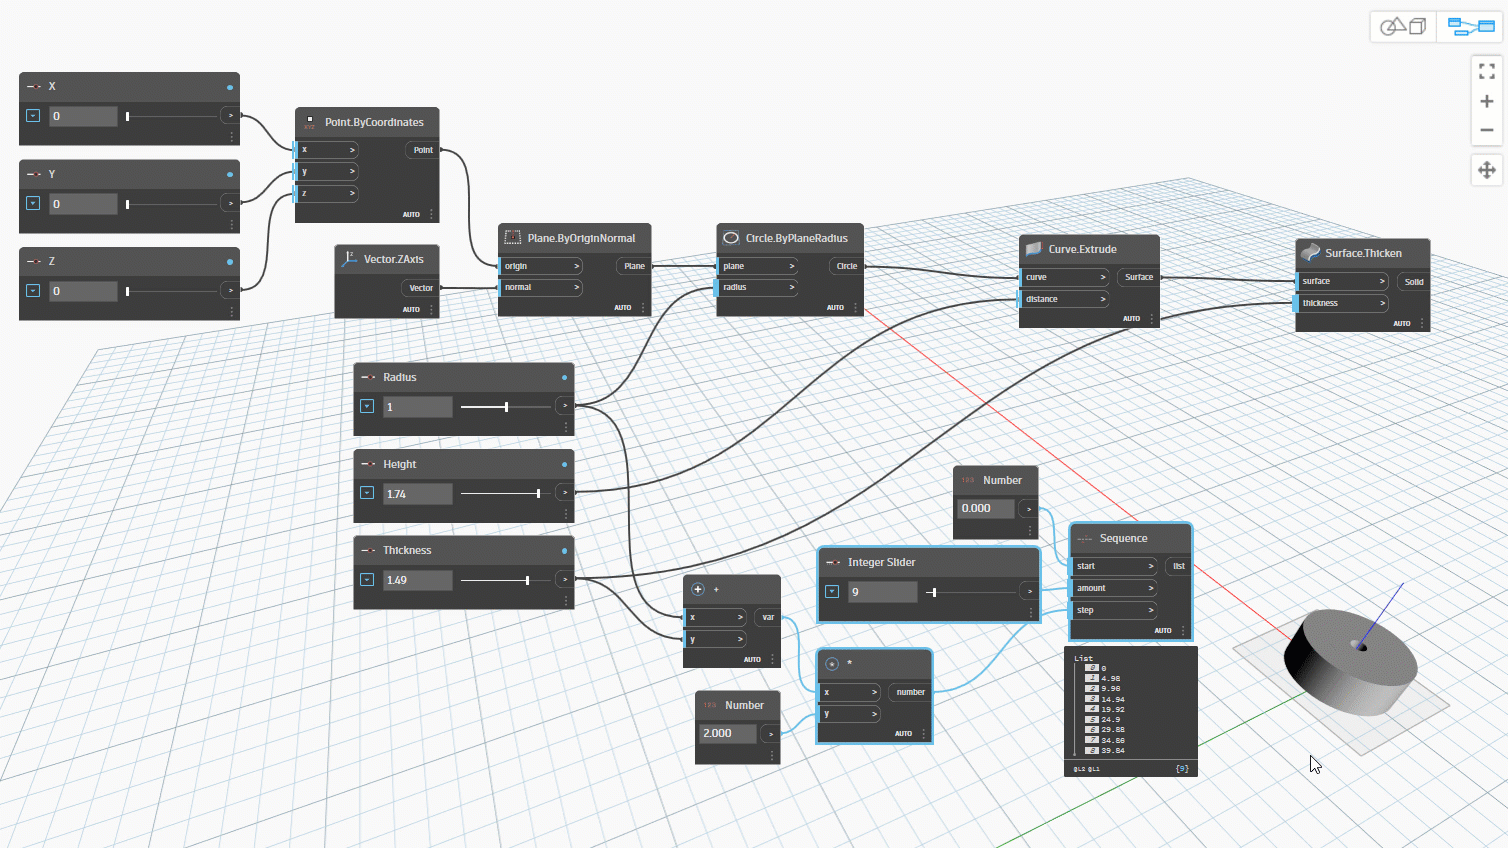 X
0
>
Y
0
>
Z
0
>
Point.ByCoordinates
XYZ
x >
Point
y >
z >
AUTO
Vector.ZAxis
Vector
AUTO
Plane.ByOriginNormal
origin >
Plane
normal >
AUTO
Circle.ByPlaneRadius
plane >
Circle
radius >
AUTO
Curve.Extrude
curve >
Surface
distance >
AUTO
Surface.Thicken
surface >
Solid
thickness >
AUTO
Radius
1
>
Height
1.74
>
Thickness
1.49
>
+
x >
var
y >
AUTO
123 Number
2.000
>
*
x >
number
y >
AUTO
Integer Slider
9
>
123 Number
0.000
>
Sequence
start >
list
amount >
step >
AUTO
List
0 0
1 4.98
2 9.96
3 14.94
4 19.92
5 24.9
6 29.88
7 34.86
8 39.84
@L2 @L1
{9}